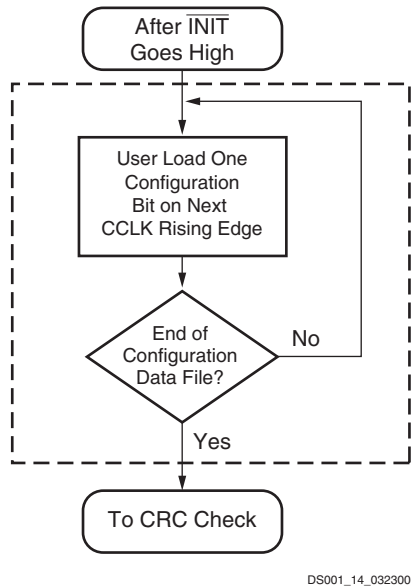 After INIT
Goes High
User Load One
Configuration
Bit on Next
CCLK Rising Edge
End of
Configuration
Data File?
No
Yes
To CRC Check
DS001_14_032300